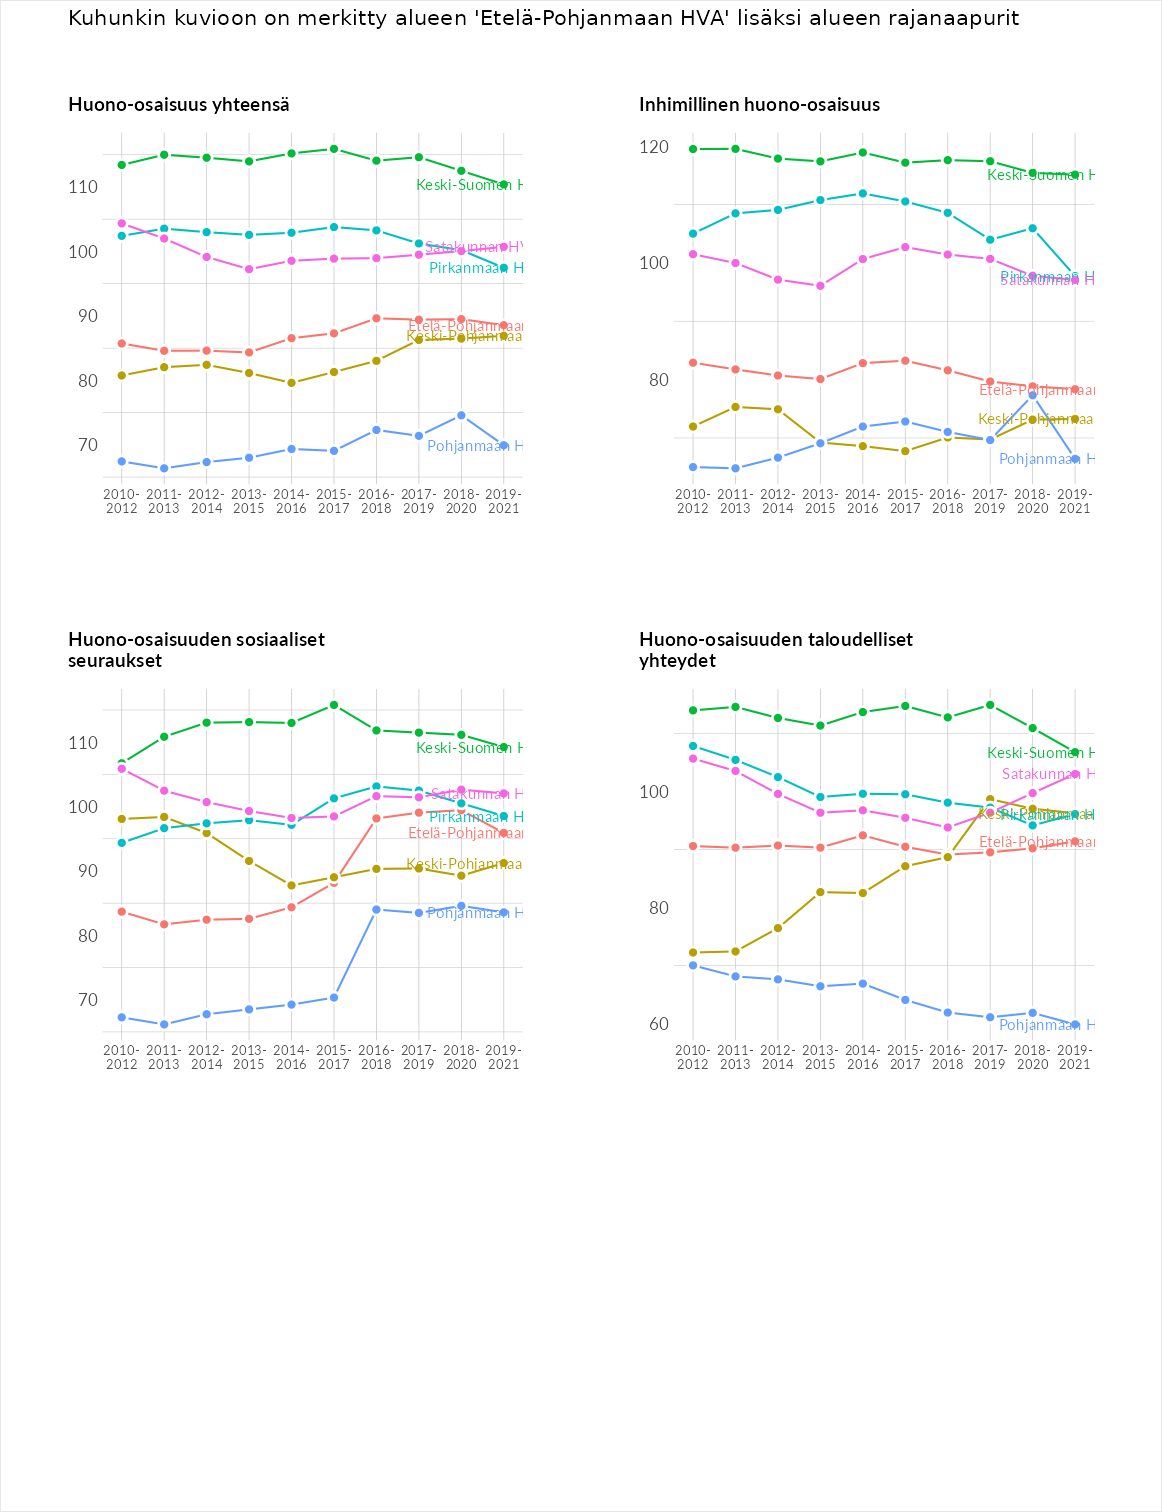 Kuhunkin kuvioon on merkitty alueen 'Etelä-Pohjanmaan HVA' lisäksi alueen rajanaapurit
Huono-osaisuus yhteensä
110
100
90
80
70
Keski-Suomen H
Satakunnan HV
Pirkanmaan H
Etelä-Pohjanmaan
Keski-Pohjanmaa
Pohjanmaan H
2010- 2011- 2012- 2013- 2014- 2015- 2016- 2017- 2018- 2019-
2012 2013 2014 2015 2016 2017 2018 2019 2020 2021
Inhimillinen huono-osaisuus
120
100
80
Keski-Suomen H
Pirkanmaan H
Satakunnan H
Etelä-Pohjanmaan
Keski-Pohjanmaa
Pohjanmaan H
2010- 2011- 2012- 2013- 2014- 2015- 2016- 2017- 2018- 2019-
2012 2013 2014 2015 2016 2017 2018 2019 2020 2021
Huono-osaisuuden sosiaaliset
seuraukset
110
100
90
80
70
Keski-Suomen H
Satakunnan H
Pirkanmaan H
Etelä-Pohjanmaan
Keski-Pohjanmaa
Pohjanmaan H
2010- 2011- 2012- 2013- 2014- 2015- 2016- 2017- 2018- 2019-
2012 2013 2014 2015 2016 2017 2018 2019 2020 2021
Huono-osaisuuden taloudelliset
yhteydet
100
80
60
Keski-Suomen H
Satakunnan H
Keski-Pohjanmaa
Pirkanmaan H
Etelä-Pohjanmaan
Pohjanmaan H
2010- 2011- 2012- 2013- 2014- 2015- 2016- 2017- 2018- 2019-
2012 2013 2014 2015 2016 2017 2018 2019 2020 2021